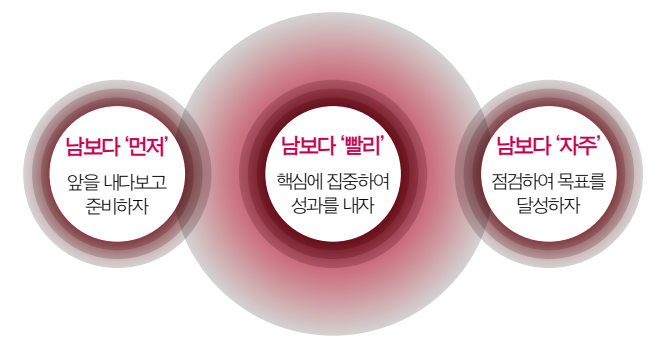 남보다 ‘먼저’
앞을 내다보고
준비하자
남보다 ‘빨리’
핵심에 집중하여
성과를 내자
남보다 ‘자주’
점검하여 목표를
달성하자